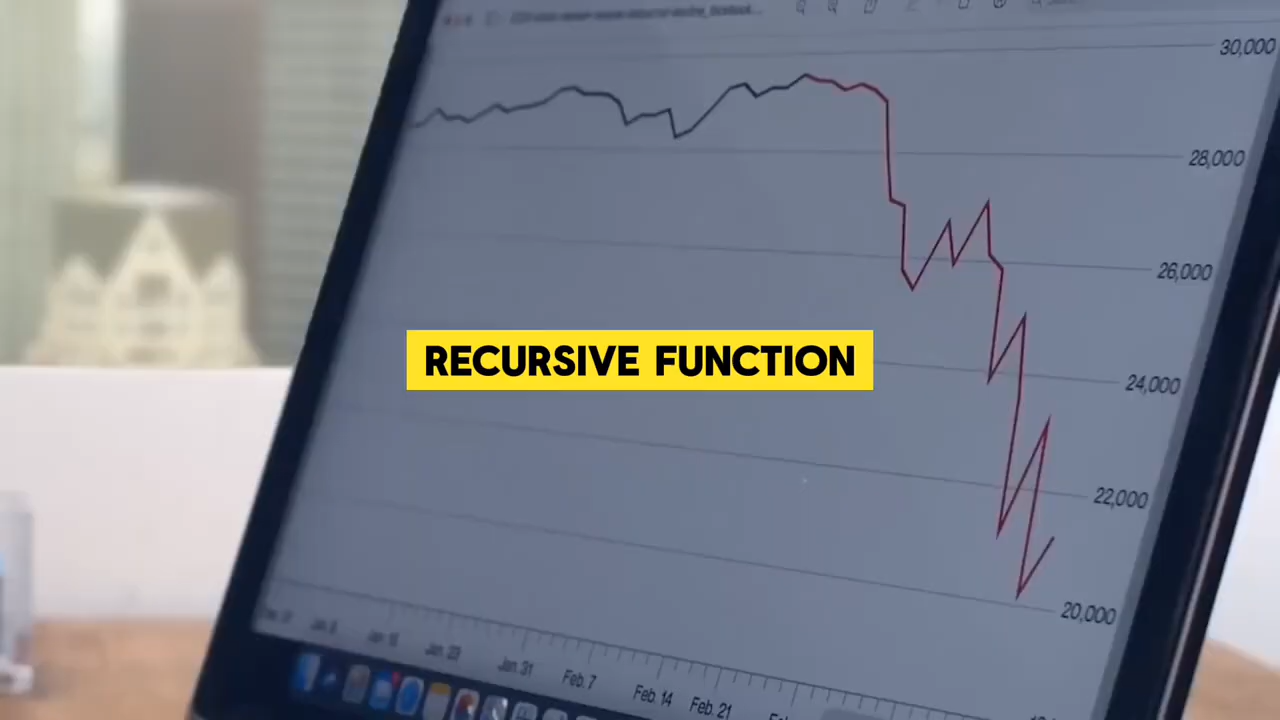 30,000
28,000
26,000
RECURSIVE FUNCTION
24,000
22,000
20,000
Jan. 8
Jan. 16
Jan. 23
Jan. 31
Feb. 7
Feb. 14
Feb. 21